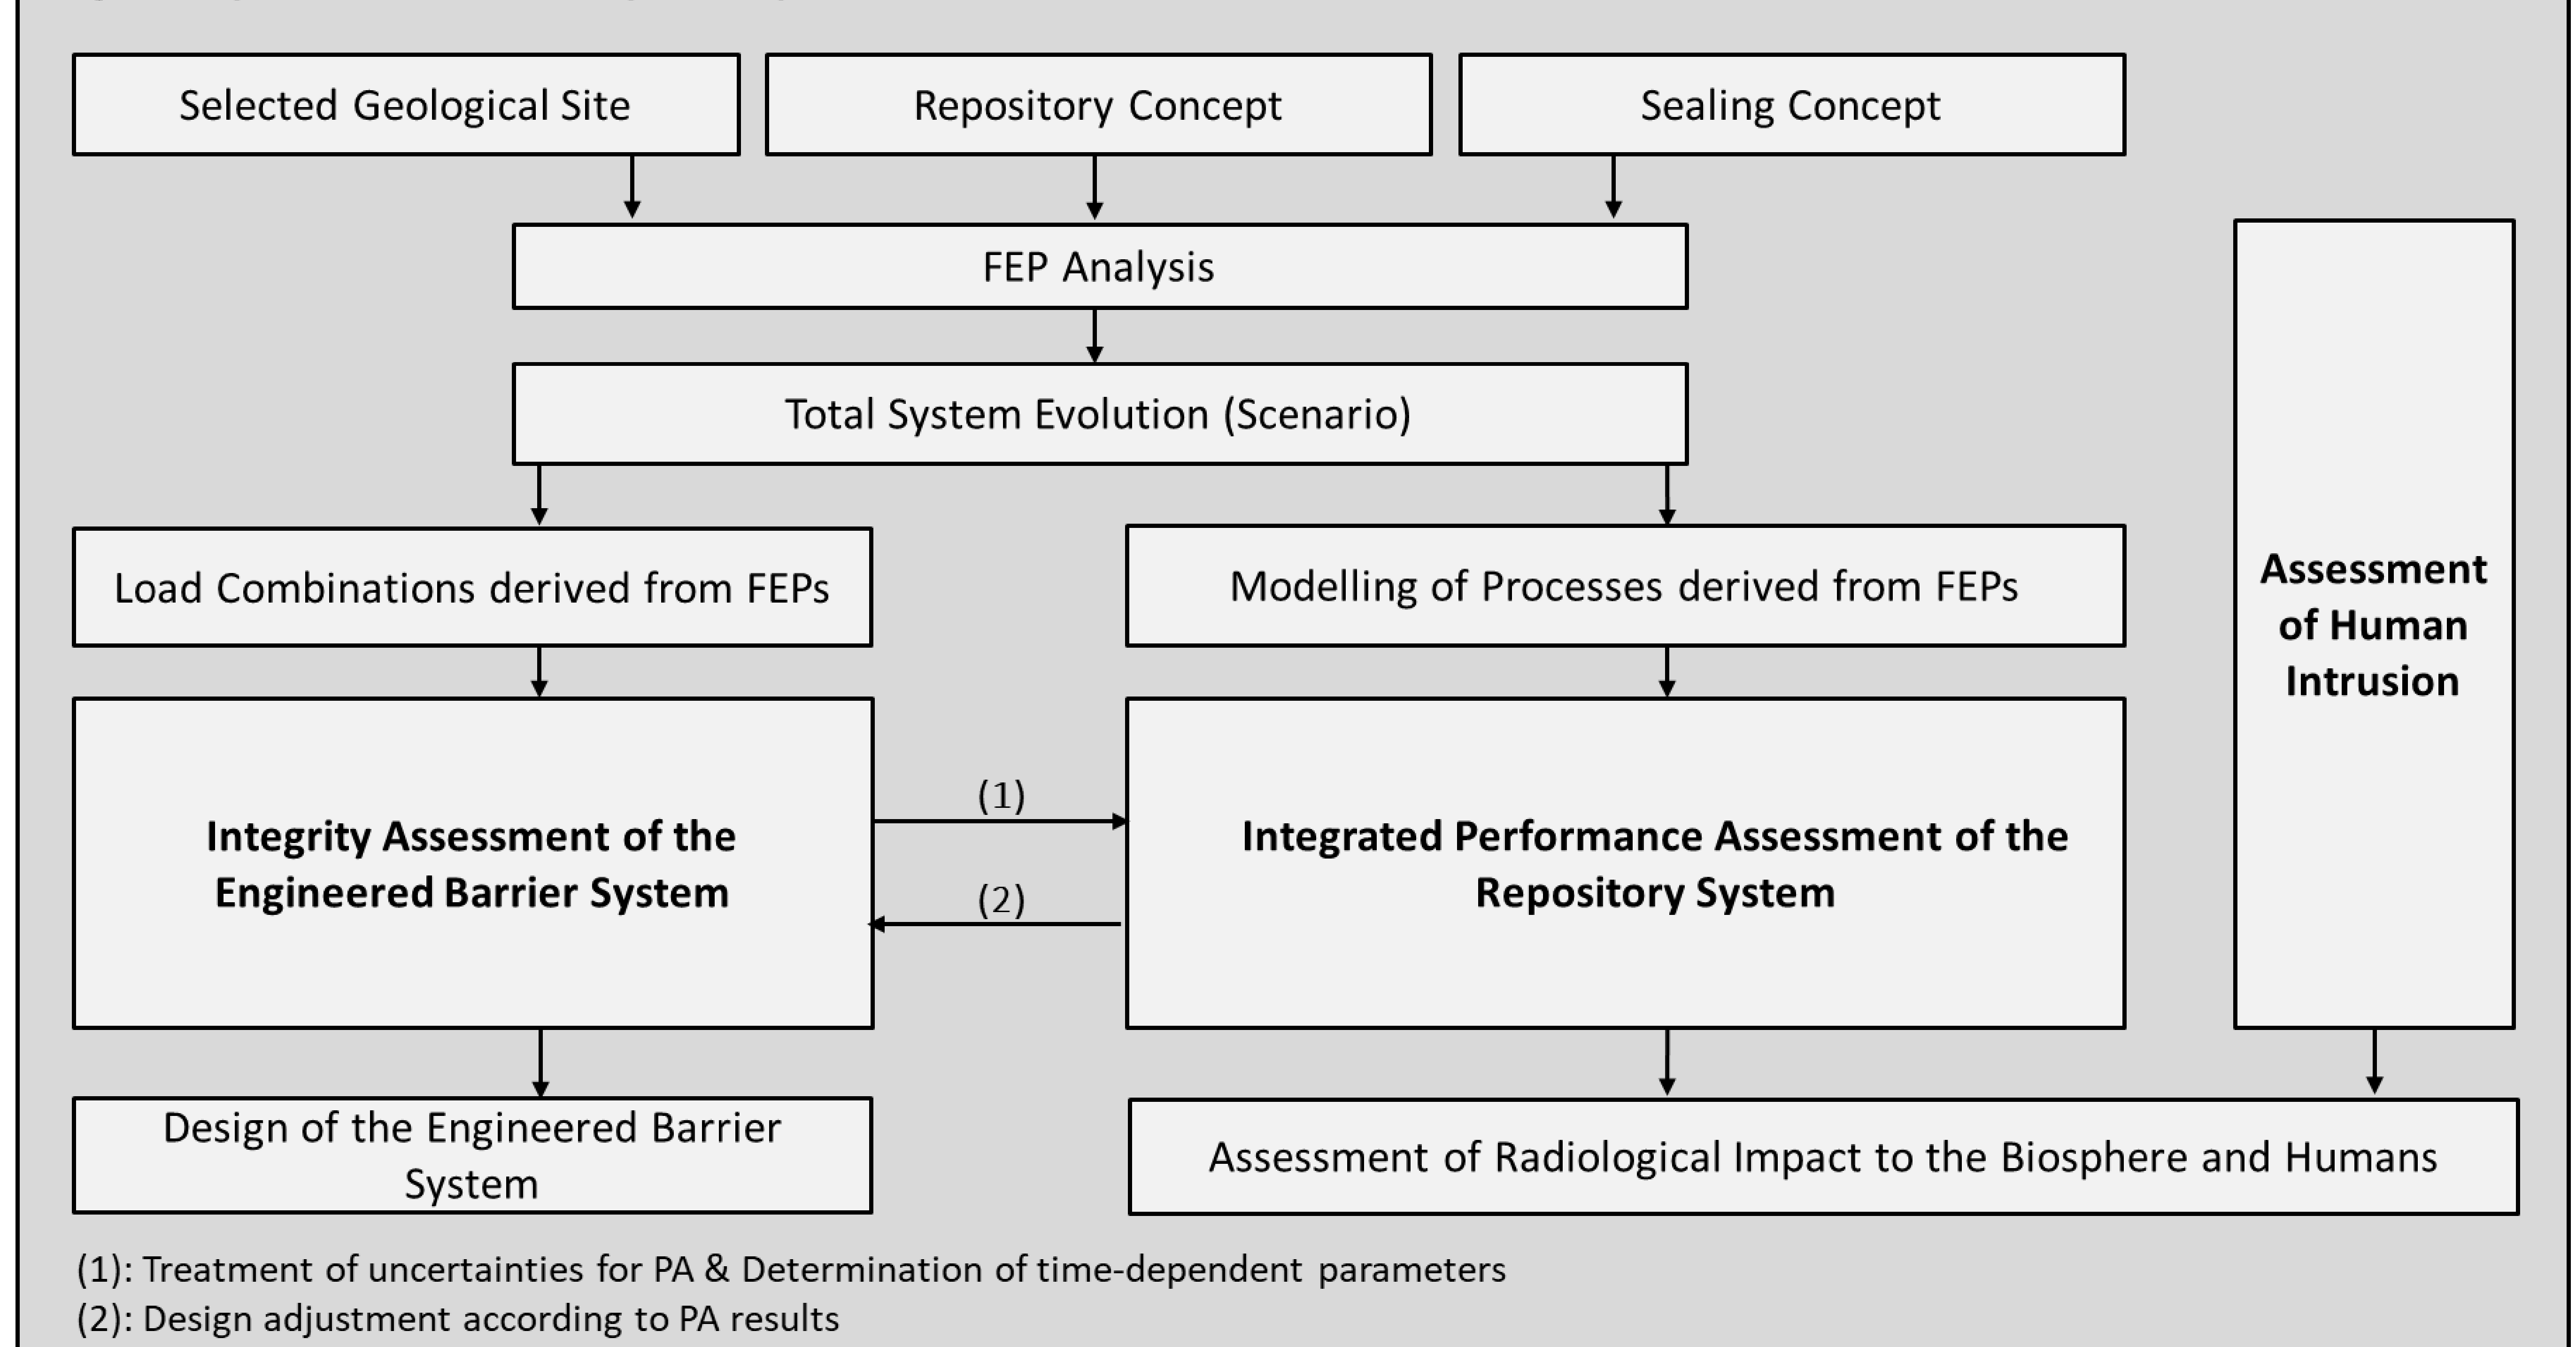 Selected Geological Site
Repository Concept
Sealing Concept
FEP Analysis
Total System Evolution (Scenario)
Load Combinations derived from FEPs
Modelling of Processes derived from FEPs
Assessment
of Human
Intrusion
Integrity Assessment of the
Engineered Barrier System
(1)
(2)
Integrated Performance Assessment of the
Repository System
Design of the Engineered Barrier
System
Assessment of Radiological Impact to the Biosphere and Humans
(1): Treatment of uncertainties for PA & Determination of time-dependent parameters
(2): Design adjustment according to PA results